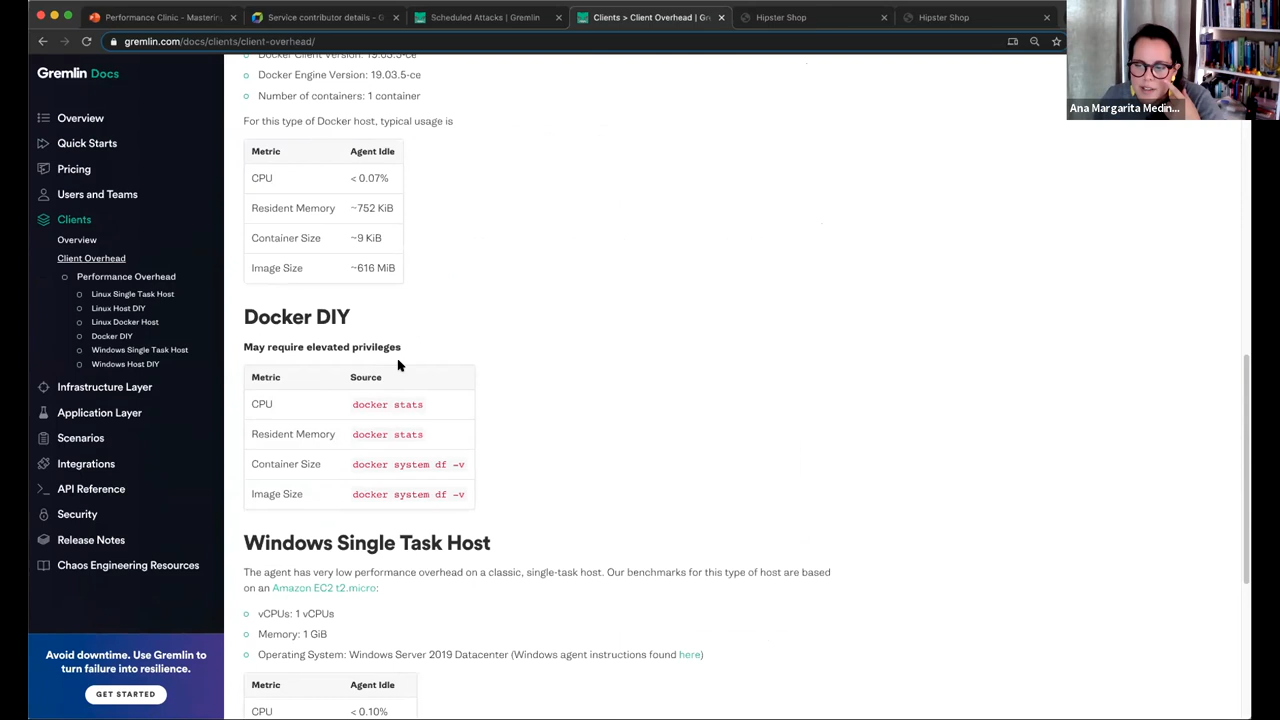 Performance Clinic - Masterin
Service contributor details - 
Scheduled Attacks | Gremlin
Clients > Client Overhead | Gr
Hipster Shop
Hipster Shop
gremlin.com/docs/clients/client-overhead/
Ana Margarita Medin...
Gremlin Docs
Overview
Quick Starts
Pricing
Users and Teams
Clients
Overview
Client Overhead
Performance Overhead
Linux Single Task Host
Linux Host DIY
Linux Docker Host
Docker DIY
Windows Single Task Host
Windows Host DIY
Infrastructure Layer
Application Layer
Scenarios
Integrations
API Reference
Security
Release Notes
Chaos Engineering Resources
Avoid downtime. Use Gremlin to
turn failure into resilience.
GET STARTED
Docker Client Version: 19.03.5-ce
Docker Engine Version: 19.03.5-ce
Number of containers: 1 container
For this type of Docker host, typical usage is
Metric Agent Idle
CPU < 0.07%
Resident Memory ~752 KiB
Container Size ~9 KiB
Image Size ~616 MiB
Docker DIY
May require elevated privileges
Metric Source
CPU docker stats
Resident Memory docker stats
Container Size docker system df -v
Image Size docker system df -v
Windows Single Task Host
The agent has very low performance overhead on a classic, single-task host. Our benchmarks for this type of host are based
on an Amazon EC2 t2.micro:
vCPUs: 1 vCPUs
Memory: 1 GiB
Operating System: Windows Server 2019 Datacenter (Windows agent instructions found here)
Metric Agent Idle
CPU < 0.10%